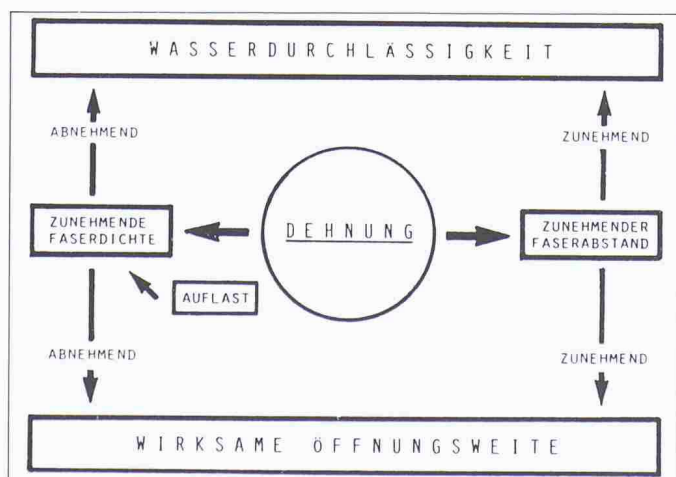 WASSERDURCHLÄSSIGKEIT
ABNEHMEND
ZUNEHMEND
ZUNEHMENDE
FASERDICHTE
DEHNUNG
ZUNEHMENDER
FASERABSTAND
AUFLAST
ABNEHMEND
ZUNEHMEND
WIRKSAME ÖFFNUNGSWEITE